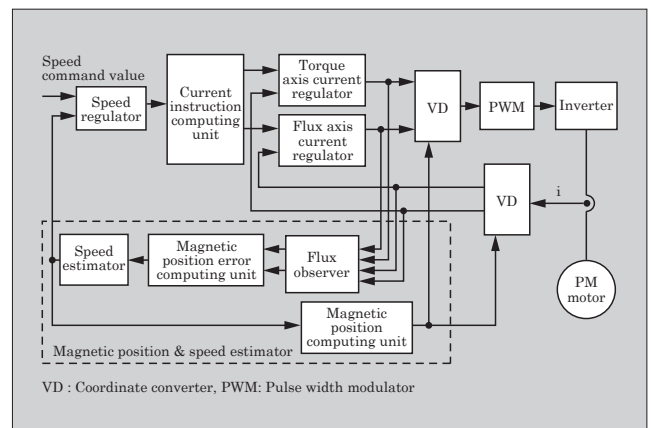 Speed
command value
Speed
regulator
Current
instruction
computing
unit
Torque
axis current
regulator
Flux axis
current
regulator
VD
PWM
Inverter
VD
i
PM
motor
Speed
estimator
Magnetic
position error
computing unit
Flux
observer
Magnetic
position
computing unit
Magnetic position & speed estimator
VD : Coordinate converter, PWM: Pulse width modulator